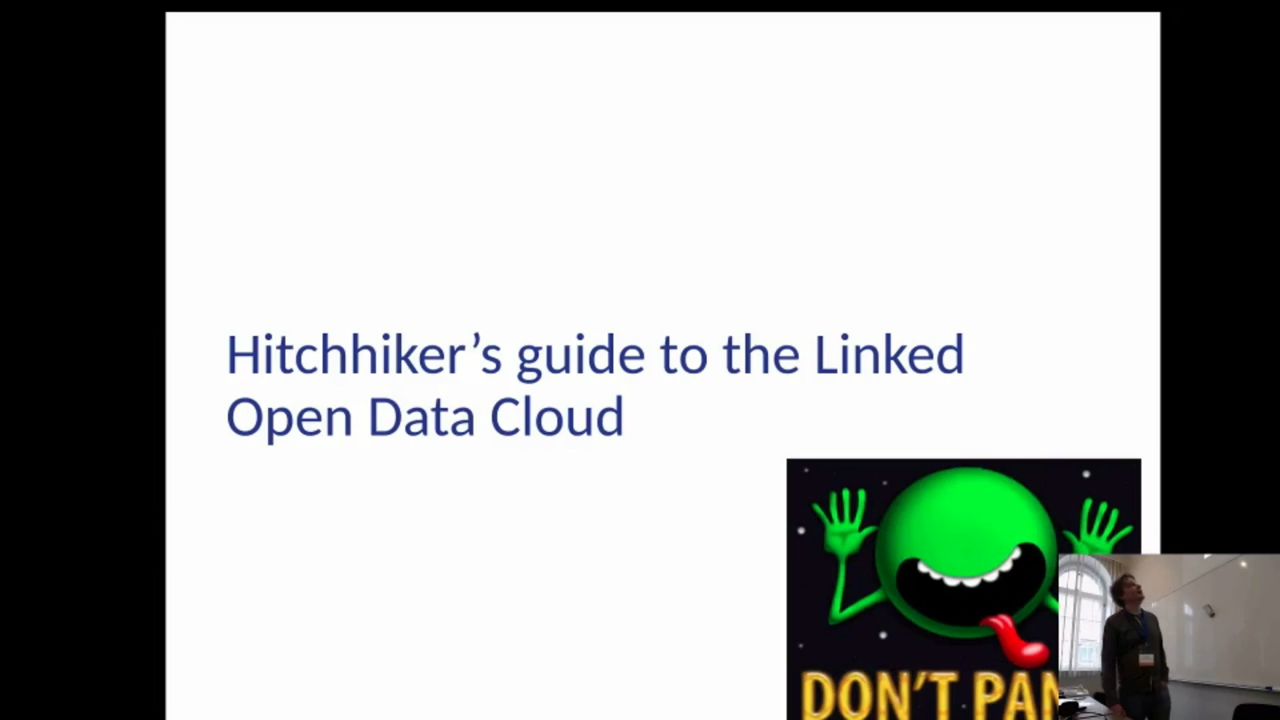 Hitchhiker’s guide to the Linked
Open Data Cloud
DON’T PAN